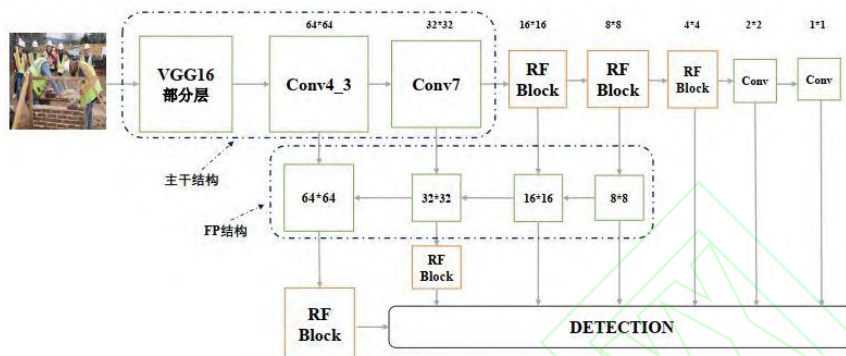 64*64
32*32
16*16
8*8
4*4
2*2
1*1
VGG16
部分层
Conv4_3
Conv7
RF
Block
RF
Block
RF
Block
Conv
Conv
主干结构
64*64
32*32
16*16
8*8
FP结构
RF
Block
RF
Block
DETECTION